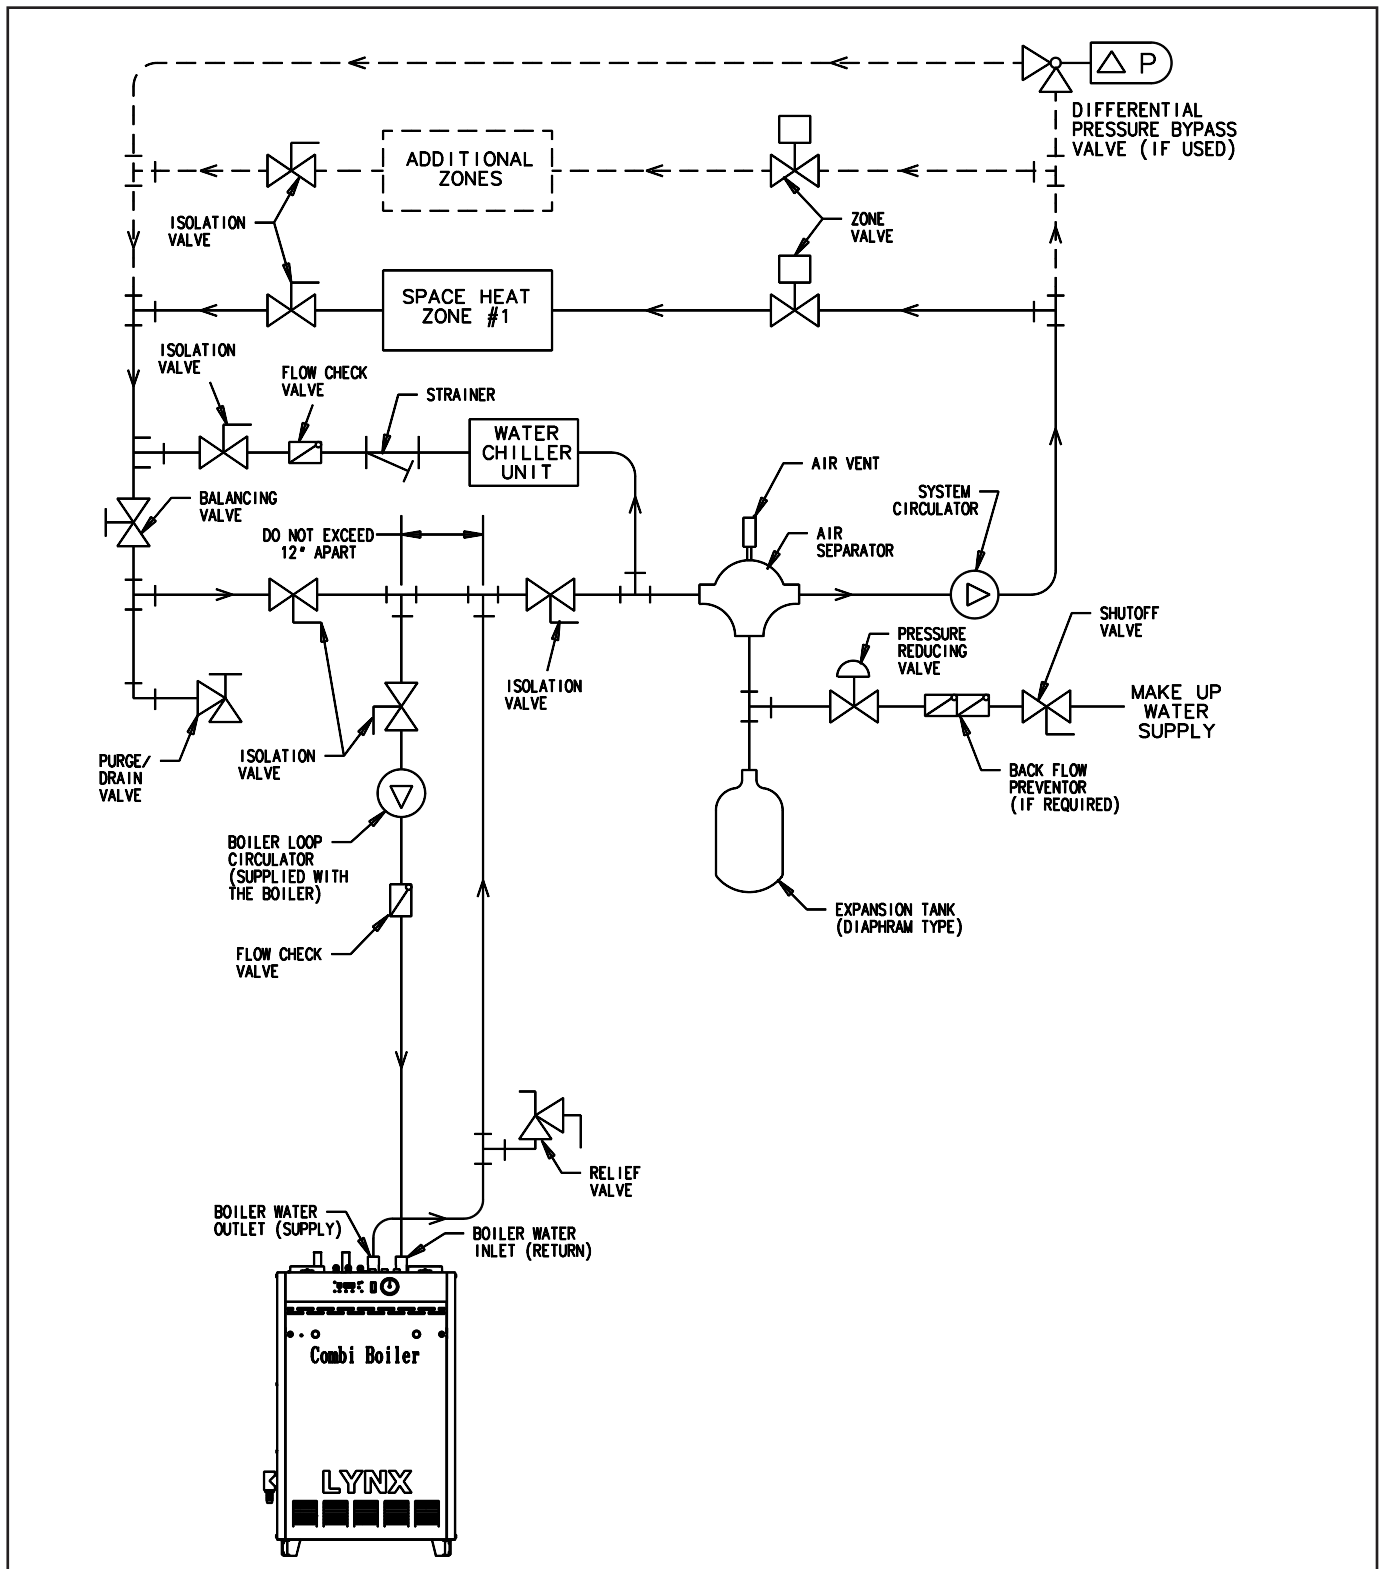 △ P
DIFFERENTIAL
PRESSURE BYPASS
VALVE (IF USED)
ADDITIONAL
ZONES
ISOLATION
VALVE
ZONE
VALVE
SPACE HEAT
ZONE #1
ISOLATION
VALVE
FLOW CHECK
VALVE
STRAINER
WATER
CHILLER
UNIT
AIR VENT
SYSTEM
CIRCULATOR
BALANCING
VALVE
DO NOT EXCEED
12" APART
AIR
SEPARATOR
SHUTOFF
VALVE
PRESSURE
REDUCING
VALVE
ISOLATION
VALVE
MAKE UP
WATER
SUPPLY
PURGE/
DRAIN
VALVE
ISOLATION
VALVE
BACK FLOW
PREVENTOR
(IF REQUIRED)
BOILER LOOP
CIRCULATOR
(SUPPLIED WITH
THE BOILER)
EXPANSION TANK
(DIAPHRAM TYPE)
FLOW CHECK
VALVE
RELIEF
VALVE
BOILER WATER
OUTLET (SUPPLY)
BOILER WATER
INLET (RETURN)
Combi Boiler
LYNX